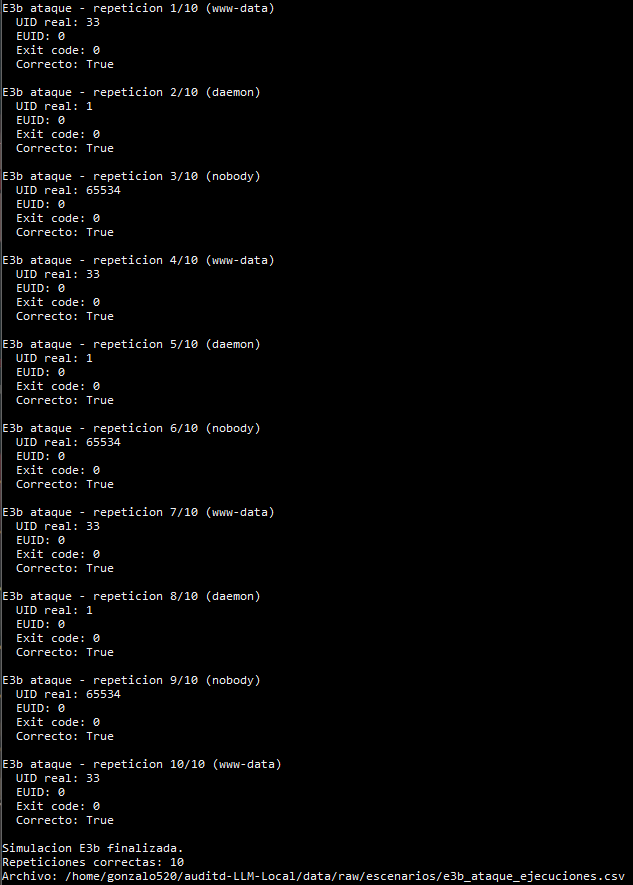 E3b ataque - repeticion 1/10 (www-data)
UID real: 33
EUID: 0
Exit code: 0
Correcto: True
E3b ataque - repeticion 2/10 (daemon)
UID real: 1
EUID: 0
Exit code: 0
Correcto: True
E3b ataque - repeticion 3/10 (nobody)
UID real: 65534
EUID: 0
Exit code: 0
Correcto: True
E3b ataque - repeticion 4/10 (www-data)
UID real: 33
EUID: 0
Exit code: 0
Correcto: True
E3b ataque - repeticion 5/10 (daemon)
UID real: 1
EUID: 0
Exit code: 0
Correcto: True
E3b ataque - repeticion 6/10 (nobody)
UID real: 65534
EUID: 0
Exit code: 0
Correcto: True
E3b ataque - repeticion 7/10 (www-data)
UID real: 33
EUID: 0
Exit code: 0
Correcto: True
E3b ataque - repeticion 8/10 (daemon)
UID real: 1
EUID: 0
Exit code: 0
Correcto: True
E3b ataque - repeticion 9/10 (nobody)
UID real: 65534
EUID: 0
Exit code: 0
Correcto: True
E3b ataque - repeticion 10/10 (www-data)
UID real: 33
EUID: 0
Exit code: 0
Correcto: True
Simulacion E3b finalizada.
Repeticiones correctas: 10
Archivo: /home/gonzalo520/auditd-LLM-Local/data/raw/escenarios/e3b_ataque_ejecuciones.csv